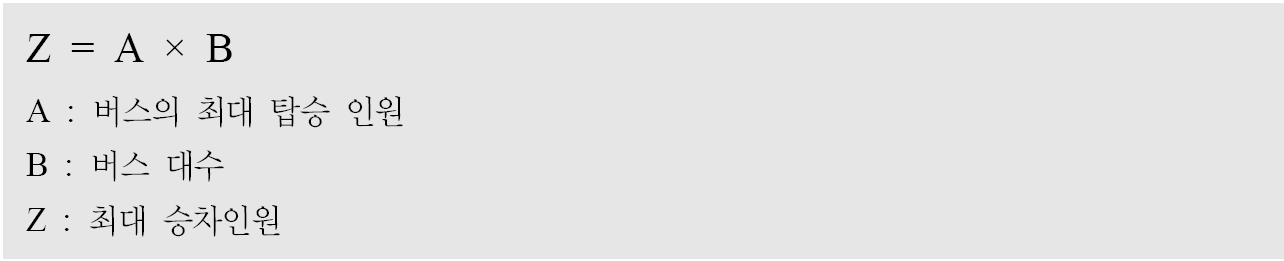 Z = A × B
A : 버스의 최대 탑승 인원
B : 버스 대수
Z : 최대 승차인원